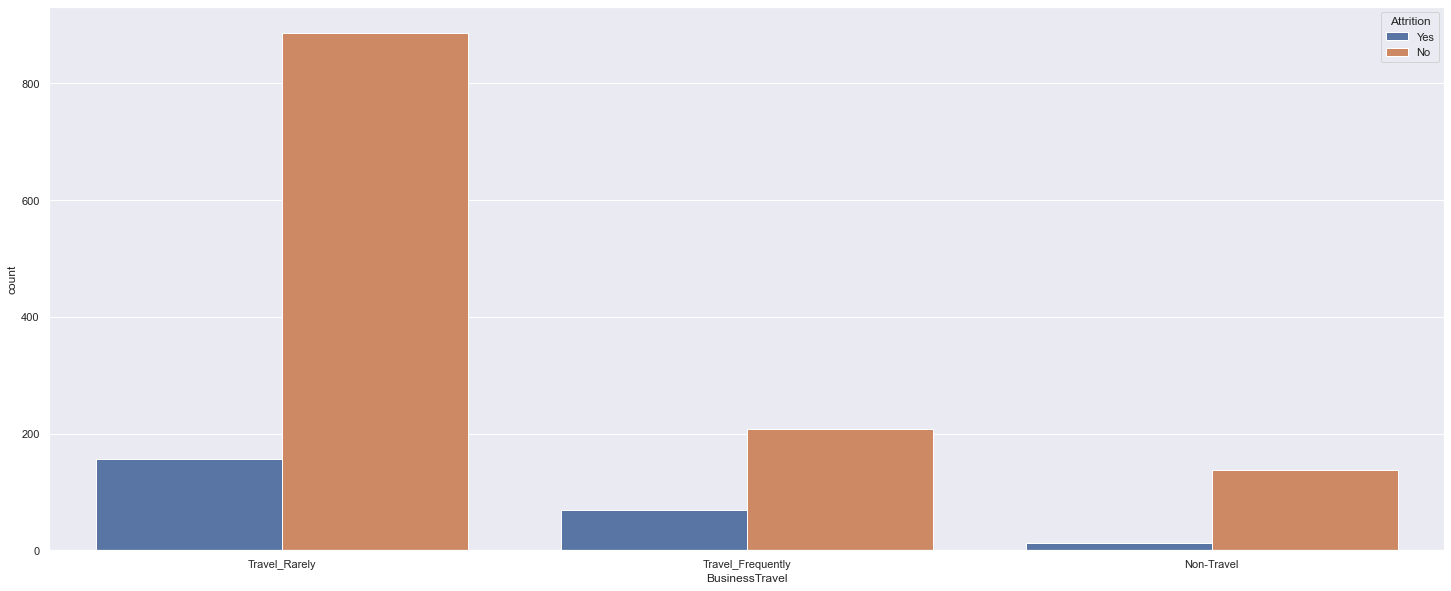 Attrition
Yes
No
800
600
400
200
0
count
Travel_Rarely
Travel_Frequently
Non-Travel
BusinessTravel